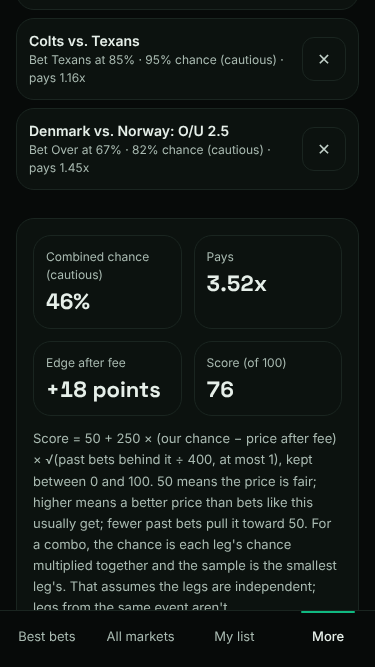 Colts vs. Texans
Bet Texans at 85% · 95% chance (cautious) ·
pays 1.16x
✕
Denmark vs. Norway: O/U 2.5
Bet Over at 67% · 82% chance (cautious) ·
pays 1.45x
✕
Combined chance
(cautious)
46%
Pays
3.52x
Edge after fee
+18 points
Score (of 100)
76
Score = 50 + 250 × (our chance − price after fee)
× √(past bets behind it ÷ 400, at most 1), kept
between 0 and 100. 50 means the price is fair;
higher means a better price than bets like this
usually get; fewer past bets pull it toward 50. For
a combo, the chance is each leg's chance
multiplied together and the sample is the smallest
leg's. That assumes the legs are independent;
legs from the same event aren't.
Best bets
All markets
My list
More